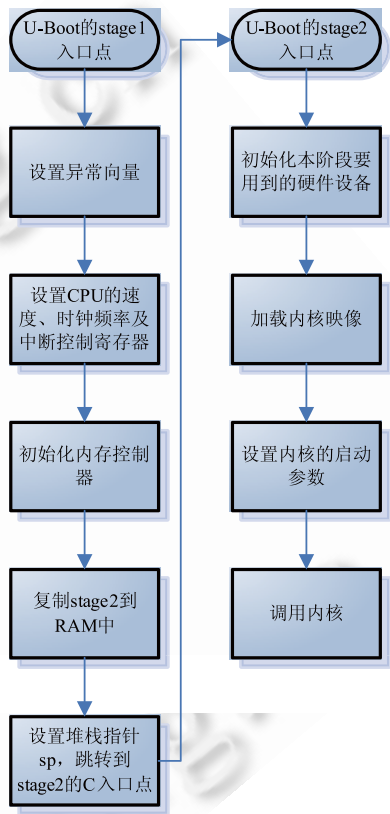 U-Boot的stage1
入口点
设置异常向量
设置CPU的速
度、时钟频率及
中断控制寄存器
初始化内存控制
器
复制stage2到
RAM中
设置堆栈指针
sp，跳转到
stage2的C入口点
U-Boot的stage2
入口点
初始化本阶段要
用到的硬件设备
加载内核映像
设置内核的启动
参数
调用内核